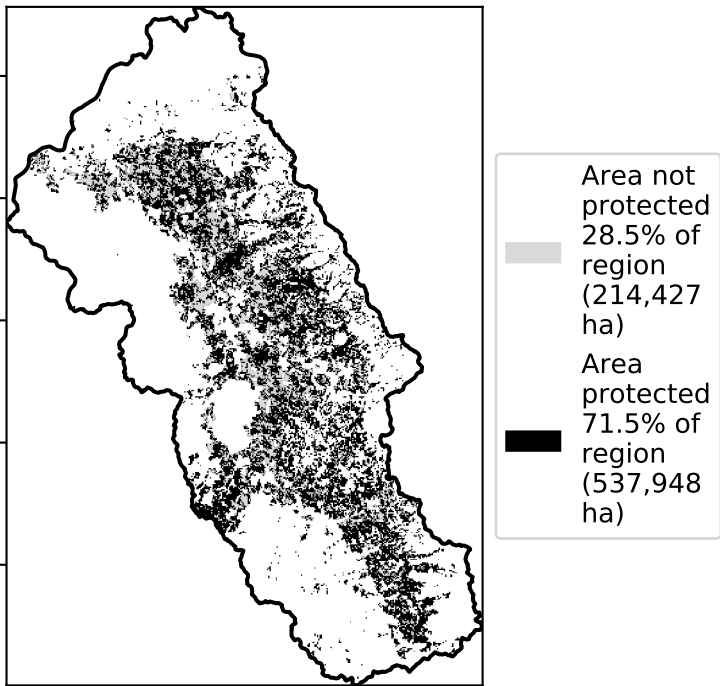 Area not
protected
28.5% of
region
(214,427
ha)
Area
protected
71.5% of
region
(537,948
ha)